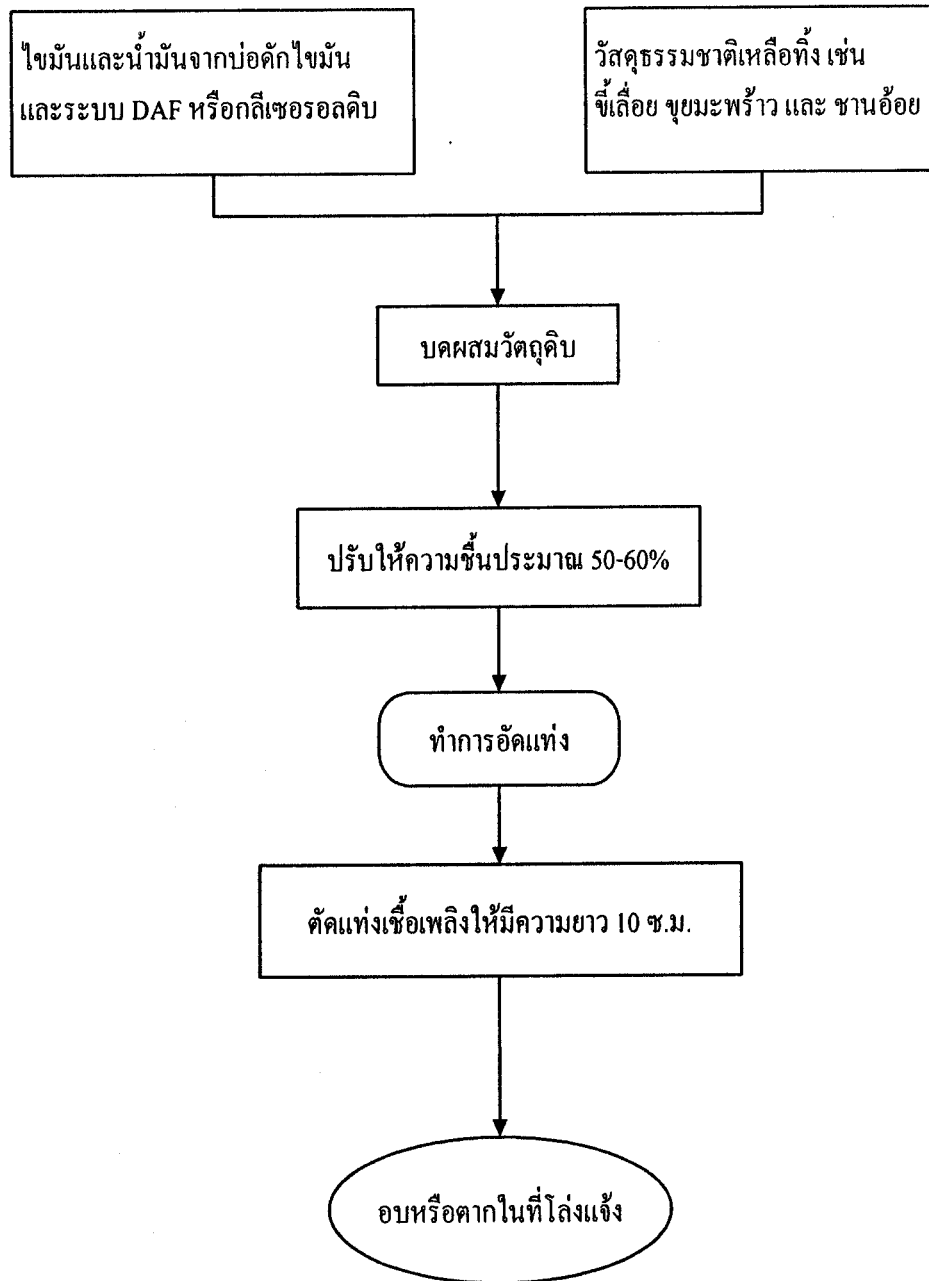 ไขมันและน้ำมันจากบ่อดักไขมัน
และระบบ DAF หรือกลีเซอรอลดิบ
วัสดุธรรมชาติเหลือทิ้ง เช่น
ขี้เลื่อย ขุยมะพร้าว และ ชานอ้อย
บดผสมวัตถุดิบ
ปรับให้ความชื้นประมาณ 50-60%
ทำการอัดแท่ง
ตัดแท่งเชื้อเพลิงให้มีความยาว 10 ซ.ม.
อบหรือตากในที่โล่งแจ้ง